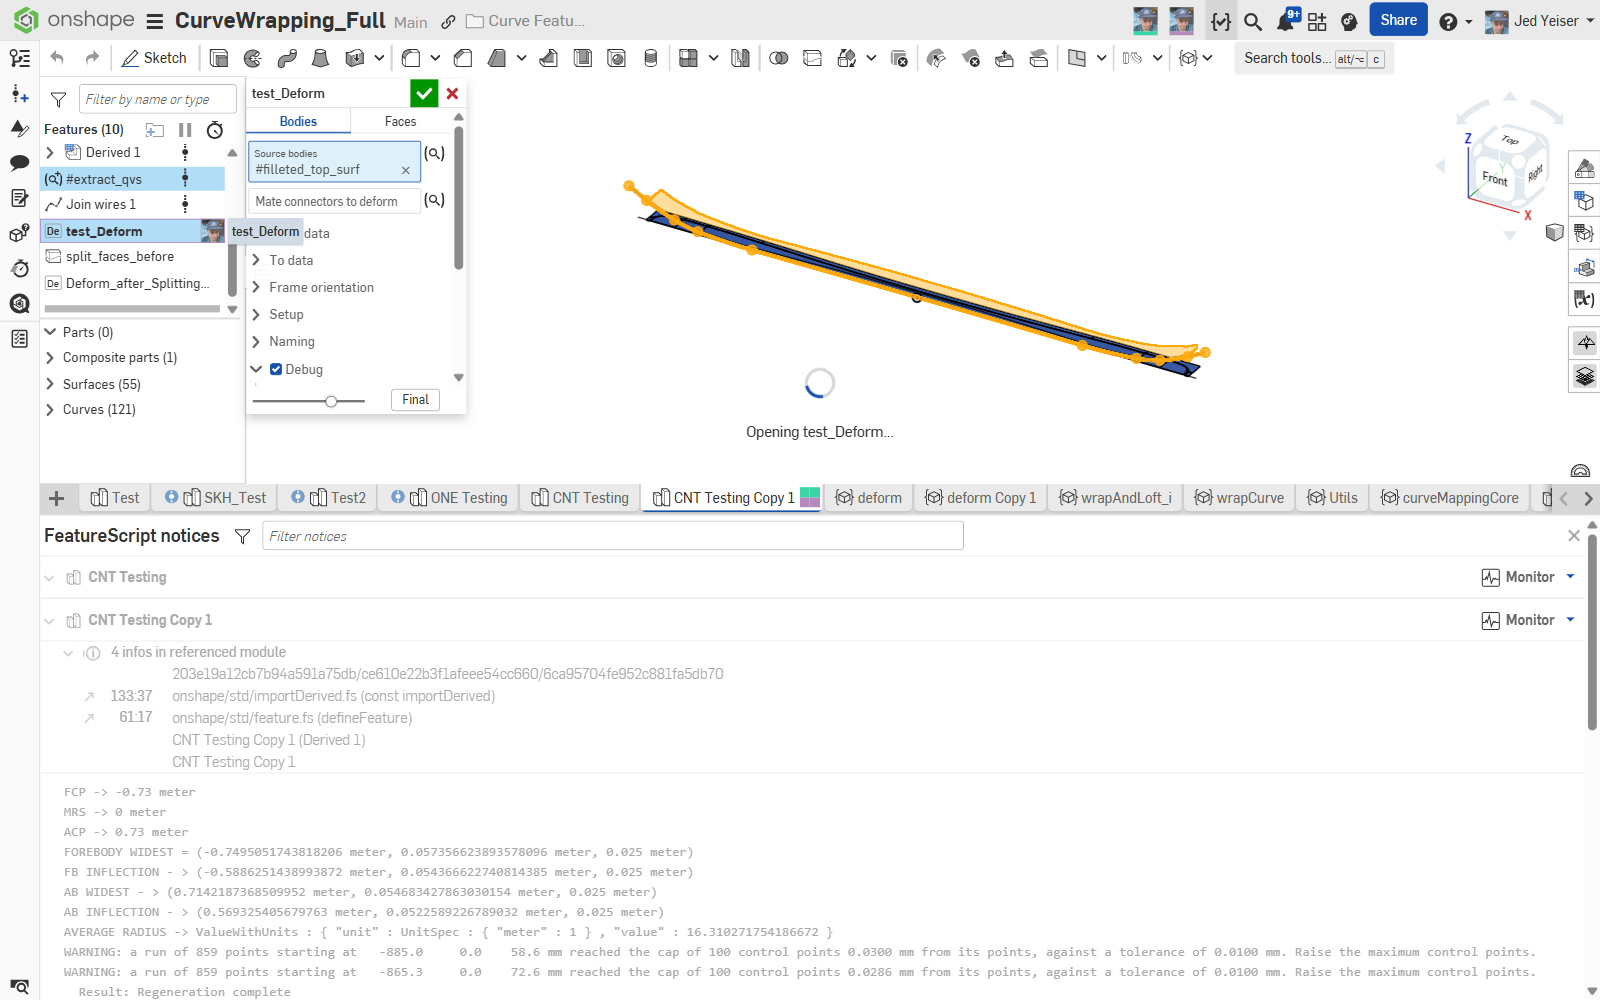 onshape
CurveWrapping_Full Main Curve Featu...
9+
Share
Jed Yeiser
Sketch
Search tools... alt/⌥ c
Filter by name or type
Features (10)
Derived 1
#extract_qvs
Join wires 1
De test_Deform
split_faces_before
De Deform_after_Splitting...
Parts (0)
Composite parts (1)
Surfaces (55)
Curves (121)
test_Deform
Bodies Faces
Source bodies
#filleted_top_surf
Mate connectors to deform
test_Deform data
To data
Frame orientation
Setup
Naming
Debug
Final
Z
Top
Y
Front
Right
X
Opening test_Deform...
Test SKH_Test Test2 ONE Testing CNT Testing CNT Testing Copy 1 deform deform Copy 1 wrapAndLoft_i wrapCurve Utils curveMappingCore
FeatureScript notices
Filter notices
CNT Testing Monitor
CNT Testing Copy 1 Monitor
4 infos in referenced module
203e19a12cb7b94a591a75db/ce610e22b3f1afeee54cc660/6ca95704fe952c881fa5db70
133:37 onshape/std/importDerived.fs (const importDerived)
61:17 onshape/std/feature.fs (defineFeature)
CNT Testing Copy 1 (Derived 1)
CNT Testing Copy 1
FCP -> -0.73 meter
MRS -> 0 meter
ACP -> 0.73 meter
FOREBODY WIDEST = (-0.7495051743818206 meter, 0.057356623893578096 meter, 0.025 meter)
FB INFLECTION - > (-0.5886251438993872 meter, 0.054366622740814385 meter, 0.025 meter)
AB WIDEST - > (0.7142187368509952 meter, 0.054683427863030154 meter, 0.025 meter)
AB INFLECTION - > (0.569325405679763 meter, 0.0522589226789032 meter, 0.025 meter)
AVERAGE RADIUS -> ValueWithUnits : { "unit" : UnitSpec : { "meter" : 1 } , "value" : 16.310271754186672 }
WARNING: a run of 859 points starting at -885.0 0.0 58.6 mm reached the cap of 100 control points 0.0300 mm from its points, against a tolerance of 0.0100 mm. Raise the maximum control points.
WARNING: a run of 859 points starting at -865.3 0.0 72.6 mm reached the cap of 100 control points 0.0286 mm from its points, against a tolerance of 0.0100 mm. Raise the maximum control points.
Result: Regeneration complete